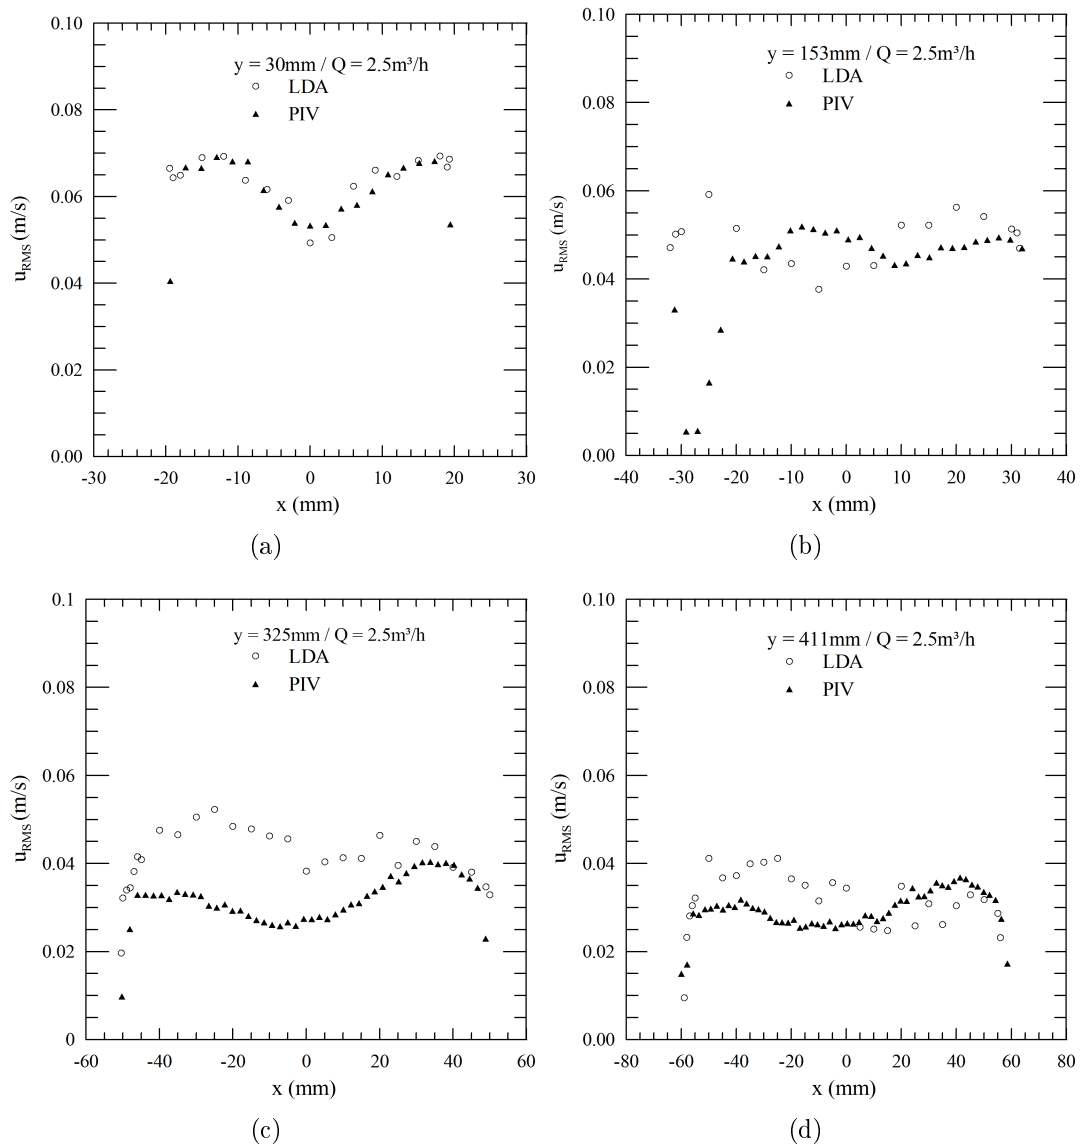 0.10
y = 30mm / Q = 2.5m³/h
LDA
PIV
0.08
0.06
0.04
0.02
0.00
u_RMS (m/s)
-30 -20 -10 0 10 20 30
x (mm)
(a)
0.10
y = 153mm / Q = 2.5m³/h
LDA
PIV
0.08
0.06
0.04
0.02
0.00
u_RMS (m/s)
-40 -30 -20 -10 0 10 20 30 40
x (mm)
(b)
0.1
y = 325mm / Q = 2.5m³/h
LDA
PIV
0.08
0.06
0.04
0.02
0
u_RMS (m/s)
-60 -40 -20 0 20 40 60
x (mm)
(c)
0.10
y = 411mm / Q = 2.5m³/h
LDA
PIV
0.08
0.06
0.04
0.02
0.00
u_RMS (m/s)
-80 -60 -40 -20 0 20 40 60 80
x (mm)
(d)